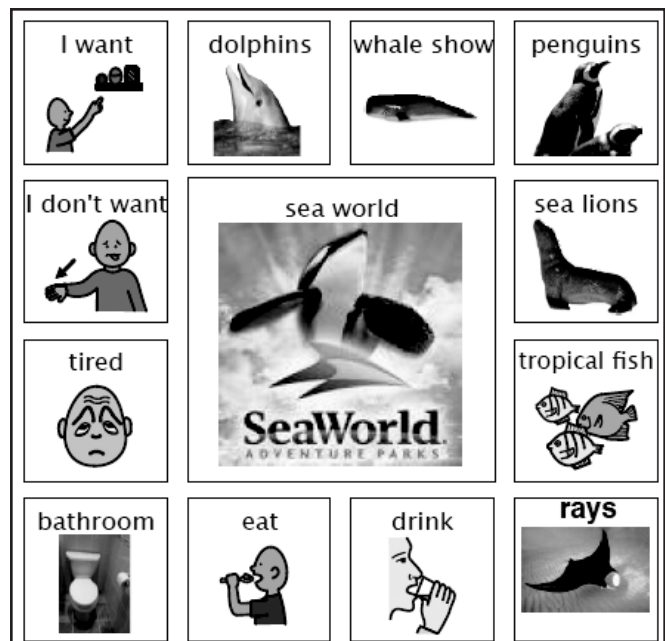 I want
dolphins
whale show
penguins
I don't want
sea world
sea lions
SeaWorld.
ADVENTURE PARKS
tired
tropical fish
bathroom
eat
drink
rays